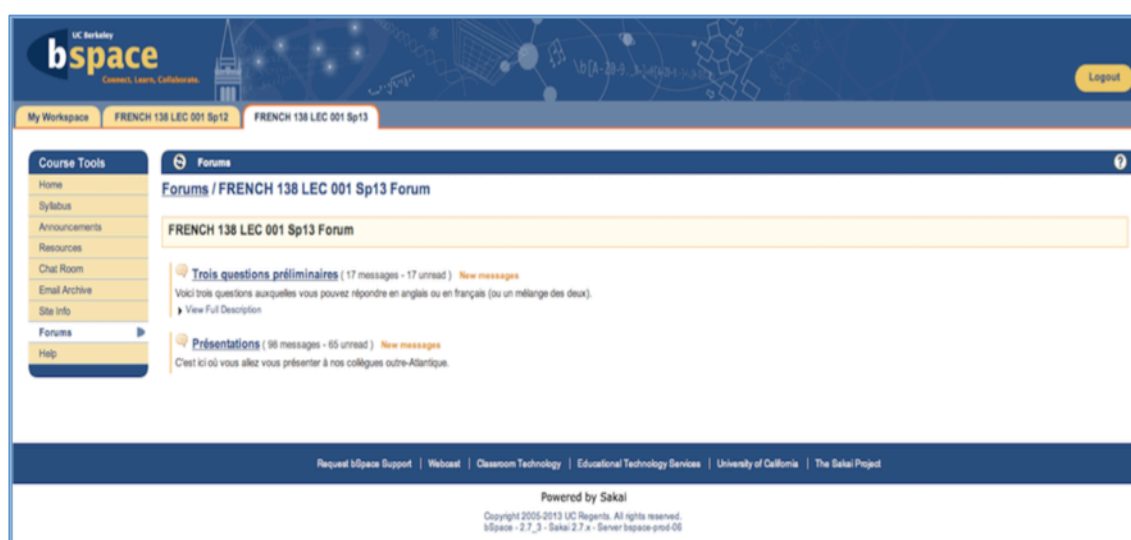 UC Berkeley
bspace
Connect, Learn, Collaborate.
Logout
My Workspace
FRENCH 138 LEC 001 Sp12
FRENCH 138 LEC 001 Sp13
Course Tools
Home
Syllabus
Announcements
Resources
Chat Room
Email Archive
Site Info
Forums
Help
Forums
?
Forums / FRENCH 138 LEC 001 Sp13 Forum
FRENCH 138 LEC 001 Sp13 Forum
Trois questions préliminaires ( 17 messages - 17 unread ) New messages
Voici trois questions auxquelles vous pouvez répondre en anglais ou en français (ou un mélange des deux).
View Full Description
Présentations ( 98 messages - 65 unread ) New messages
C'est ici où vous allez vous présenter à nos collègues outre-Atlantique.
Request bSpace Support | Webcast | Classroom Technology | Educational Technology Services | University of California | The Sakai Project
Powered by Sakai
Copyright 2005-2013 UC Regents. All rights reserved.
bSpace - 2.7_3 - Sakai 2.7.x - Server bspace-prod-06